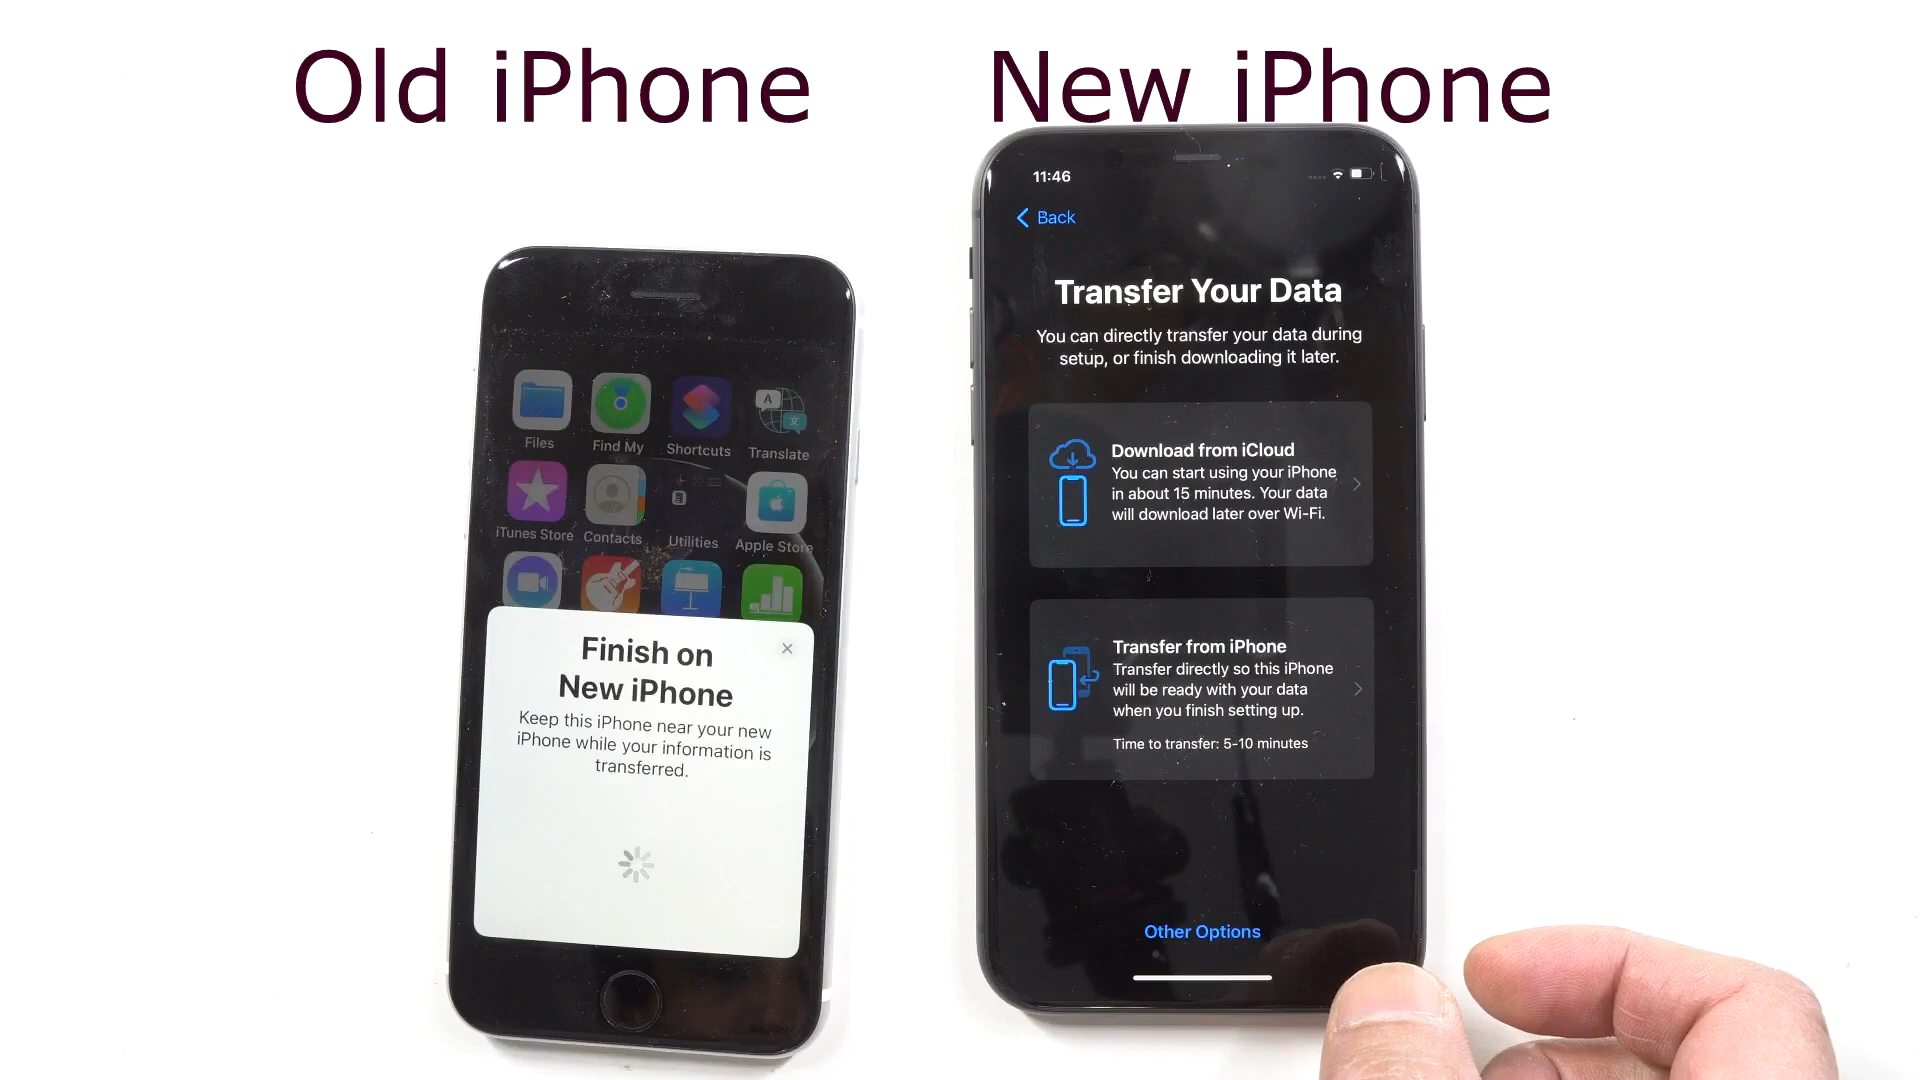 Old iPhone
New iPhone
Files
Find My
Shortcuts
Translate
iTunes Store
Contacts
Utilities
Apple Store
Finish on
New iPhone
Keep this iPhone near your new
iPhone while your information is
transferred.
11:46
Back
Transfer Your Data
You can directly transfer your data during
setup, or finish downloading it later.
Download from iCloud
You can start using your iPhone
in about 15 minutes. Your data
will download later over Wi-Fi.
Transfer from iPhone
Transfer directly so this iPhone
will be ready with your data
when you finish setting up.
Time to transfer: 5-10 minutes
Other Options